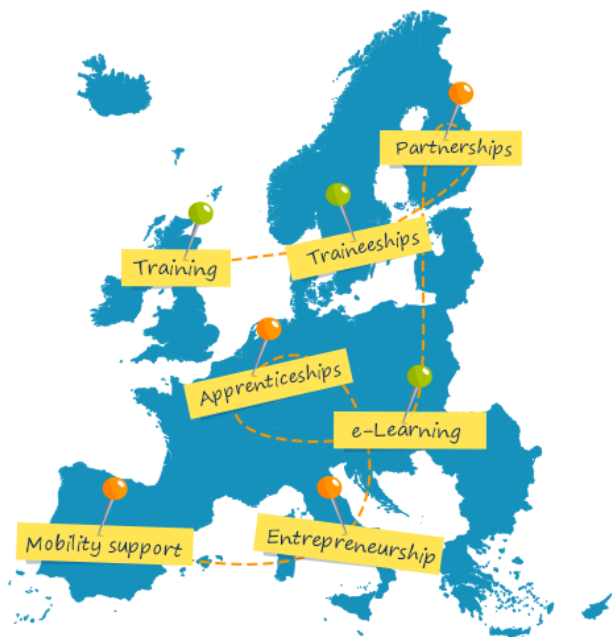 Partnerships
Traineeships
Training
Apprenticeships
e-Learning
Mobility support
Entrepreneurship